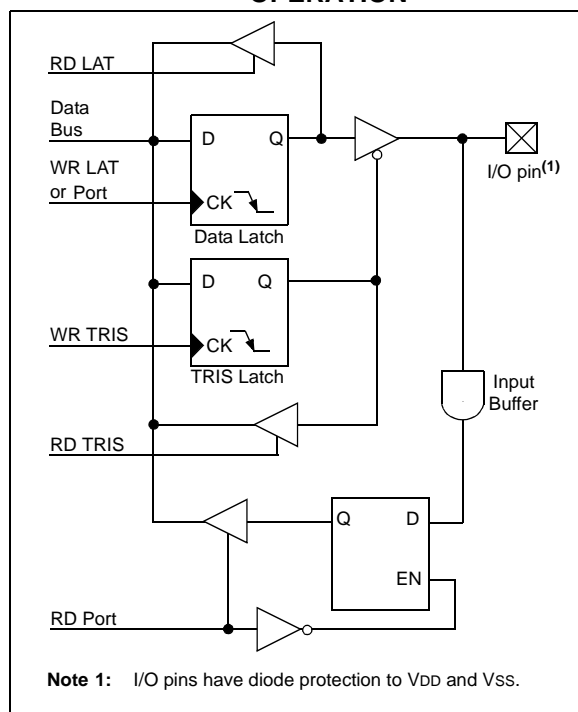 OPERATION
RD LAT
Data
Bus
WR LAT
or Port
D Q
CK
Data Latch
I/O pin(1)
D Q
WR TRIS
CK
TRIS Latch
Input
Buffer
RD TRIS
Q D
EN
RD Port
Note 1: I/O pins have diode protection to VDD and VSS.